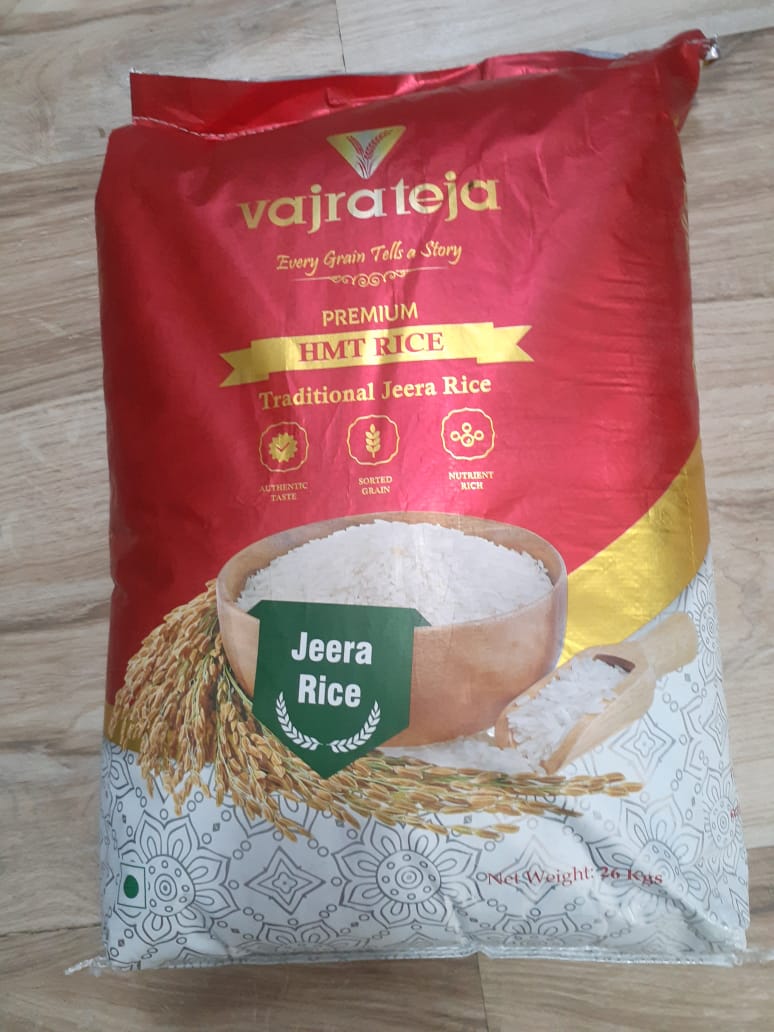 vajrateja
Every Grain Tells a Story
PREMIUM
HMT RICE
Traditional Jeera Rice
AUTHENTIC
TASTE
SORTED
GRAIN
NUTRIENT
RICH
Jeera
Rice
Net Weight: 26 Kgs